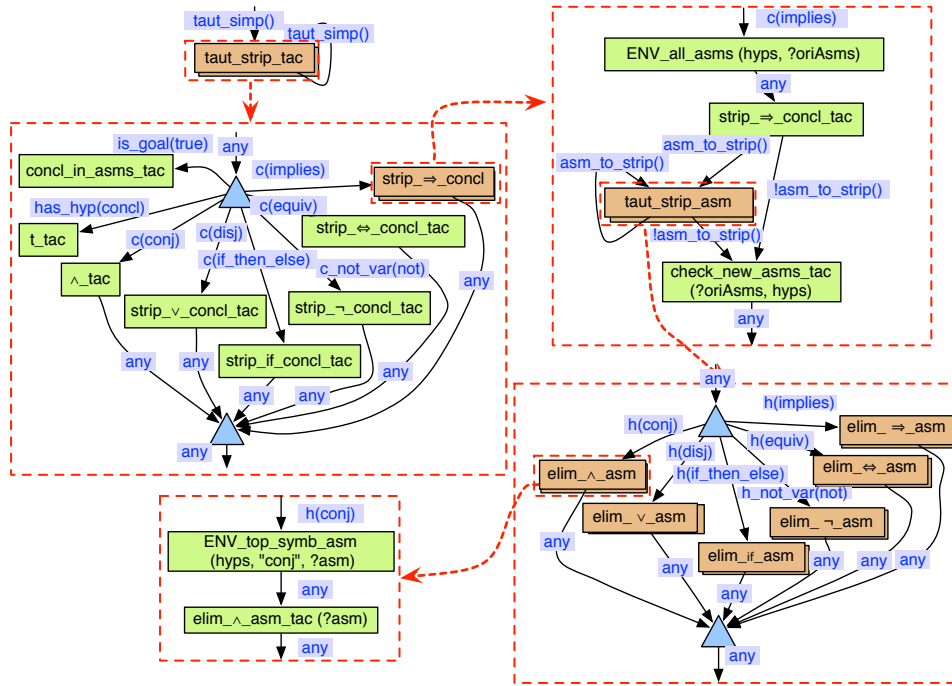 taut_simp()
taut_simp()
taut_strip_tac
is_goal(true)
any
concl_in_asms_tac
c(implies)
strip_⇒_concl
has_hyp(concl)
c(equiv)
t_tac
c(conj)
c(disj)
strip_⇔_concl_tac
∧_tac
c(if_then_else)
c_not_var(not)
any
strip_∨_concl_tac
strip_¬_concl_tac
any
any
strip_if_concl_tac
any
any
any
any
c(implies)
ENV_all_asms (hyps, ?oriAsms)
any
strip_⇒_concl_tac
asm_to_strip()
asm_to_strip()
!asm_to_strip()
taut_strip_asm
!asm_to_strip()
check_new_asms_tac
(?oriAsms, hyps)
any
any
h(implies)
h(conj)
h(equiv)
elim_ ⇒_asm
h(disj)
elim_∧_asm
h(if_then_else)
elim_ ⇔_asm
h_not_var(not)
elim_ ∨_asm
elim_ ¬_asm
any
elim_if_asm
any
any
any
any
any
any
h(conj)
ENV_top_symb_asm
(hyps, "conj", ?asm)
any
elim_∧_asm_tac (?asm)
any